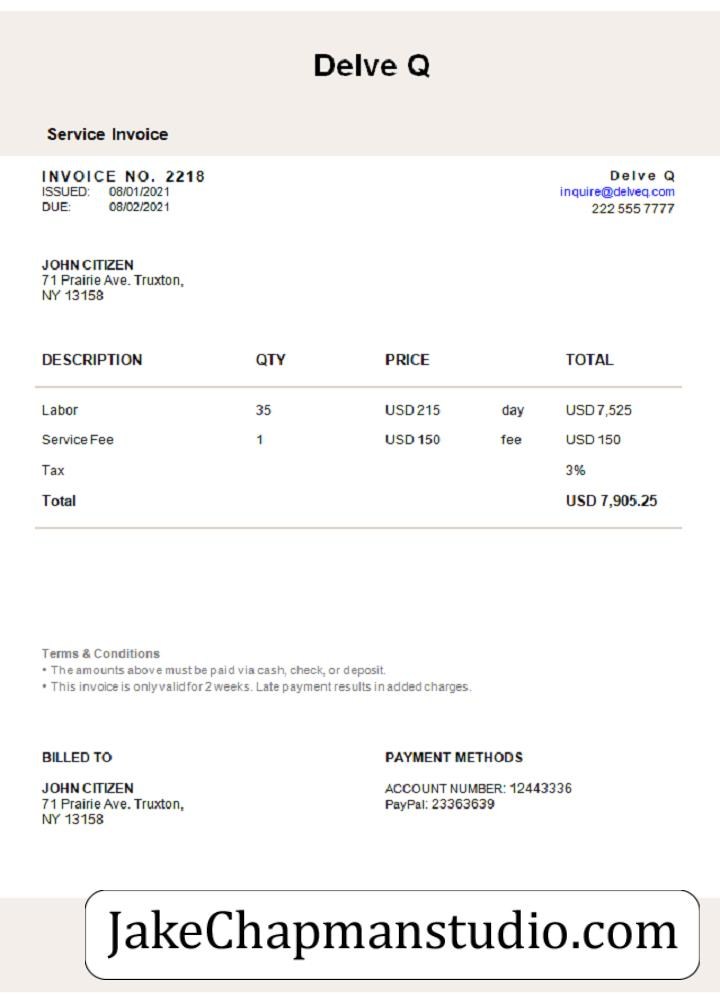 Delve Q
Service Invoice
INVOICE NO. 2218
ISSUED: 08/01/2021
DUE: 08/02/2021
Delve Q
inquire@delveq.com
222 555 7777
JOHN CITIZEN
71 Prairie Ave. Truxton,
NY 13158
DESCRIPTION QTY PRICE TOTAL
Labor 35 USD 215 day USD 7,525
Service Fee 1 USD 150 fee USD 150
Tax 3%
Total USD 7,905.25
Terms & Conditions
• The amounts above must be paid via cash, check, or deposit.
• This invoice is only valid for 2 weeks. Late payment results in added charges.
BILLED TO
JOHN CITIZEN
71 Prairie Ave. Truxton,
NY 13158
PAYMENT METHODS
ACCOUNT NUMBER: 12443336
PayPal: 23363639
JakeChapmanstudio.com